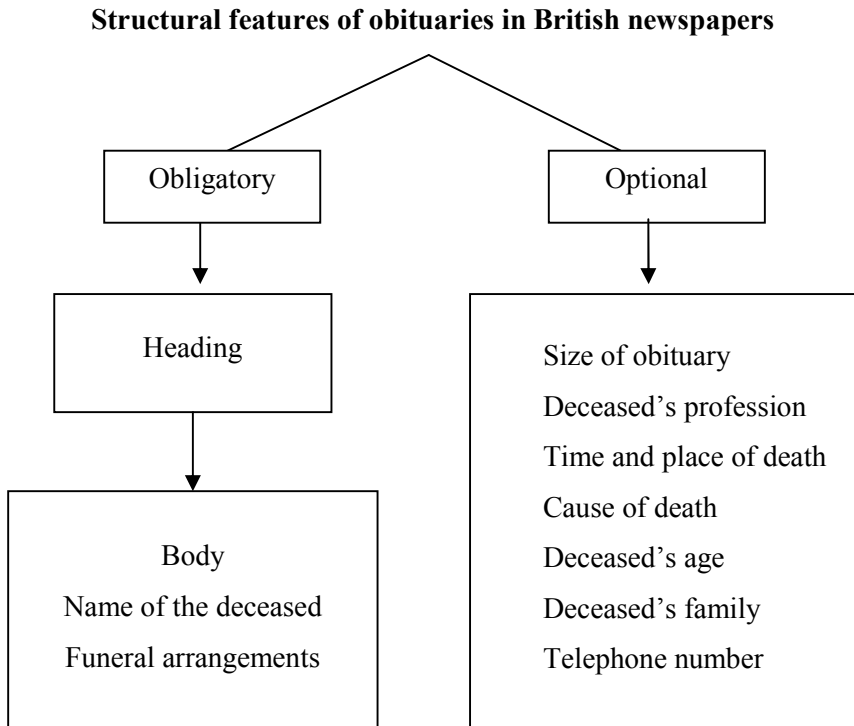 Structural features of obituaries in British newspapers
Obligatory
Optional
Heading
Body
Name of the deceased
Funeral arrangements
Size of obituary
Deceased’s profession
Time and place of death
Cause of death
Deceased’s age
Deceased’s family
Telephone number